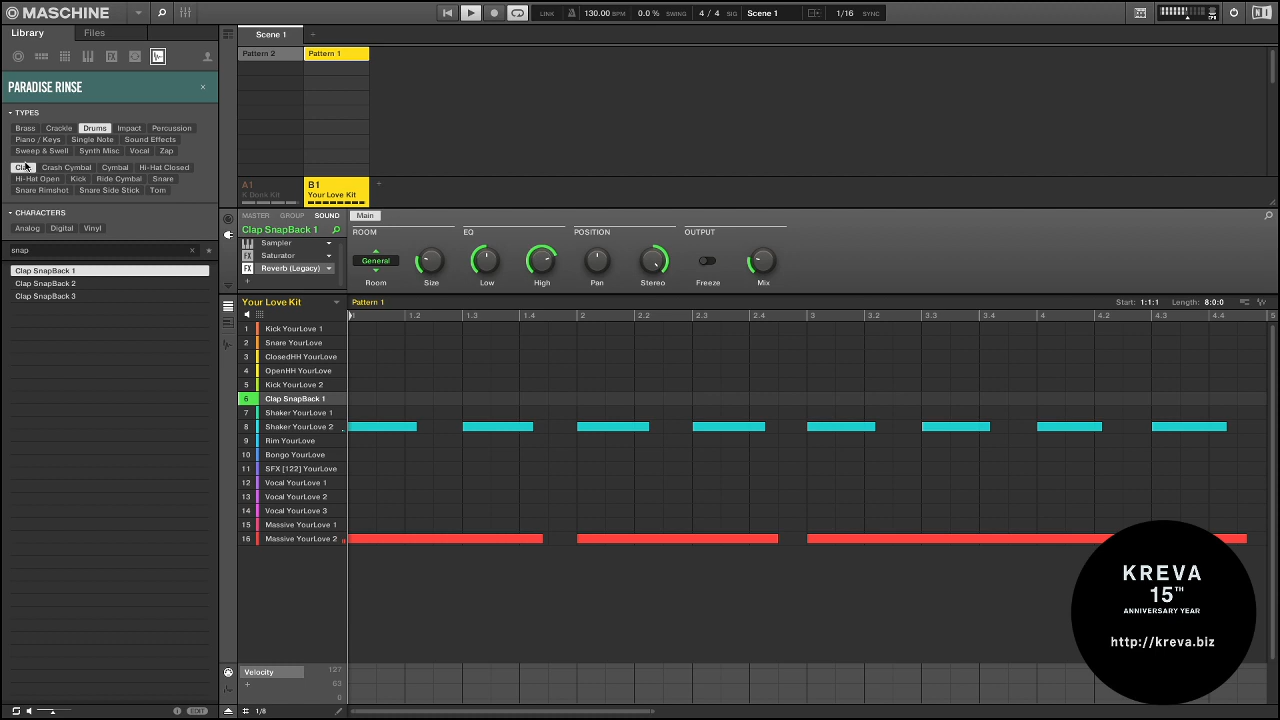 MASCHINE
LINK
130.00 BPM
0.0 % SWING
4 / 4 SIG
Scene 1
1/16 SYNC
Library
Files
PARADISE RINSE
TYPES
Brass Crackle Drums Impact Percussion
Piano / Keys Single Note Sound Effects
Sweep & Swell Synth Misc Vocal Zap
Crash Cymbal Cymbal Hi-Hat Closed
Hi-Hat Open Kick Ride Cymbal Snare
Snare Rimshot Snare Side Stick Tom
CHARACTERS
Analog Digital Vinyl
snap
Clap SnapBack 1
Clap SnapBack 2
Clap SnapBack 3
EDIT
Scene 1
Pattern 2 Pattern 1
A1 B1
K Donk Kit Your Love Kit
MASTER GROUP SOUND Main
Clap SnapBack 1
Sampler
FX Saturator
FX Reverb (Legacy)
ROOM EQ POSITION OUTPUT
General
Room Size Low High Pan Stereo Freeze Mix
Your Love Kit Pattern 1 Start: 1:1:1 Length: 8:0:0
1 1.2 1.3 1.4 2 2.2 2.3 2.4 3 3.2 3.3 3.4 4 4.2 4.3 4.4 5
1 Kick YourLove 1
2 Snare YourLove
3 ClosedHH YourLove
4 OpenHH YourLove
5 Kick YourLove 2
6 Clap SnapBack 1
7 Shaker YourLove 1
8 Shaker YourLove 2
9 Rim YourLove
10 Bongo YourLove
11 SFX [122] YourLove
12 Vocal YourLove 1
13 Vocal YourLove 2
14 Vocal YourLove 3
15 Massive YourLove 1
16 Massive YourLove 2
Velocity 127
63
0
1/8
KREVA
15TH
ANNIVERSARY YEAR
http://kreva.biz